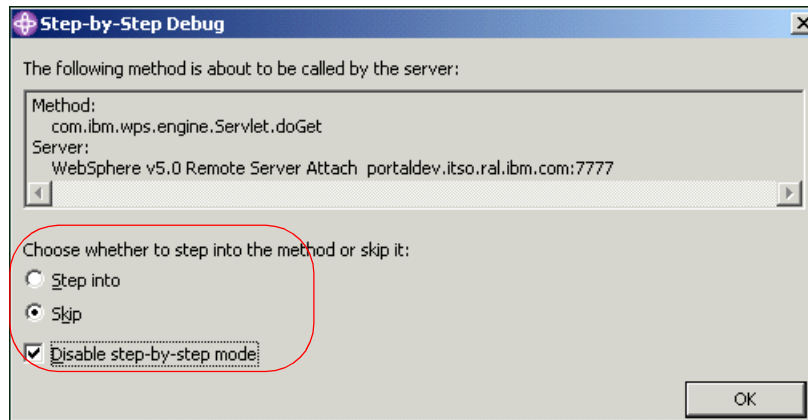 Step-by-Step Debug
The following method is about to be called by the server:
Method:
com.ibm.wps.engine.Servlet.doGet
Server:
WebSphere v5.0 Remote Server Attach portaldev.itso.ral.ibm.com:7777
Choose whether to step into the method or skip it:
Step into
Skip
Disable step-by-step mode
OK